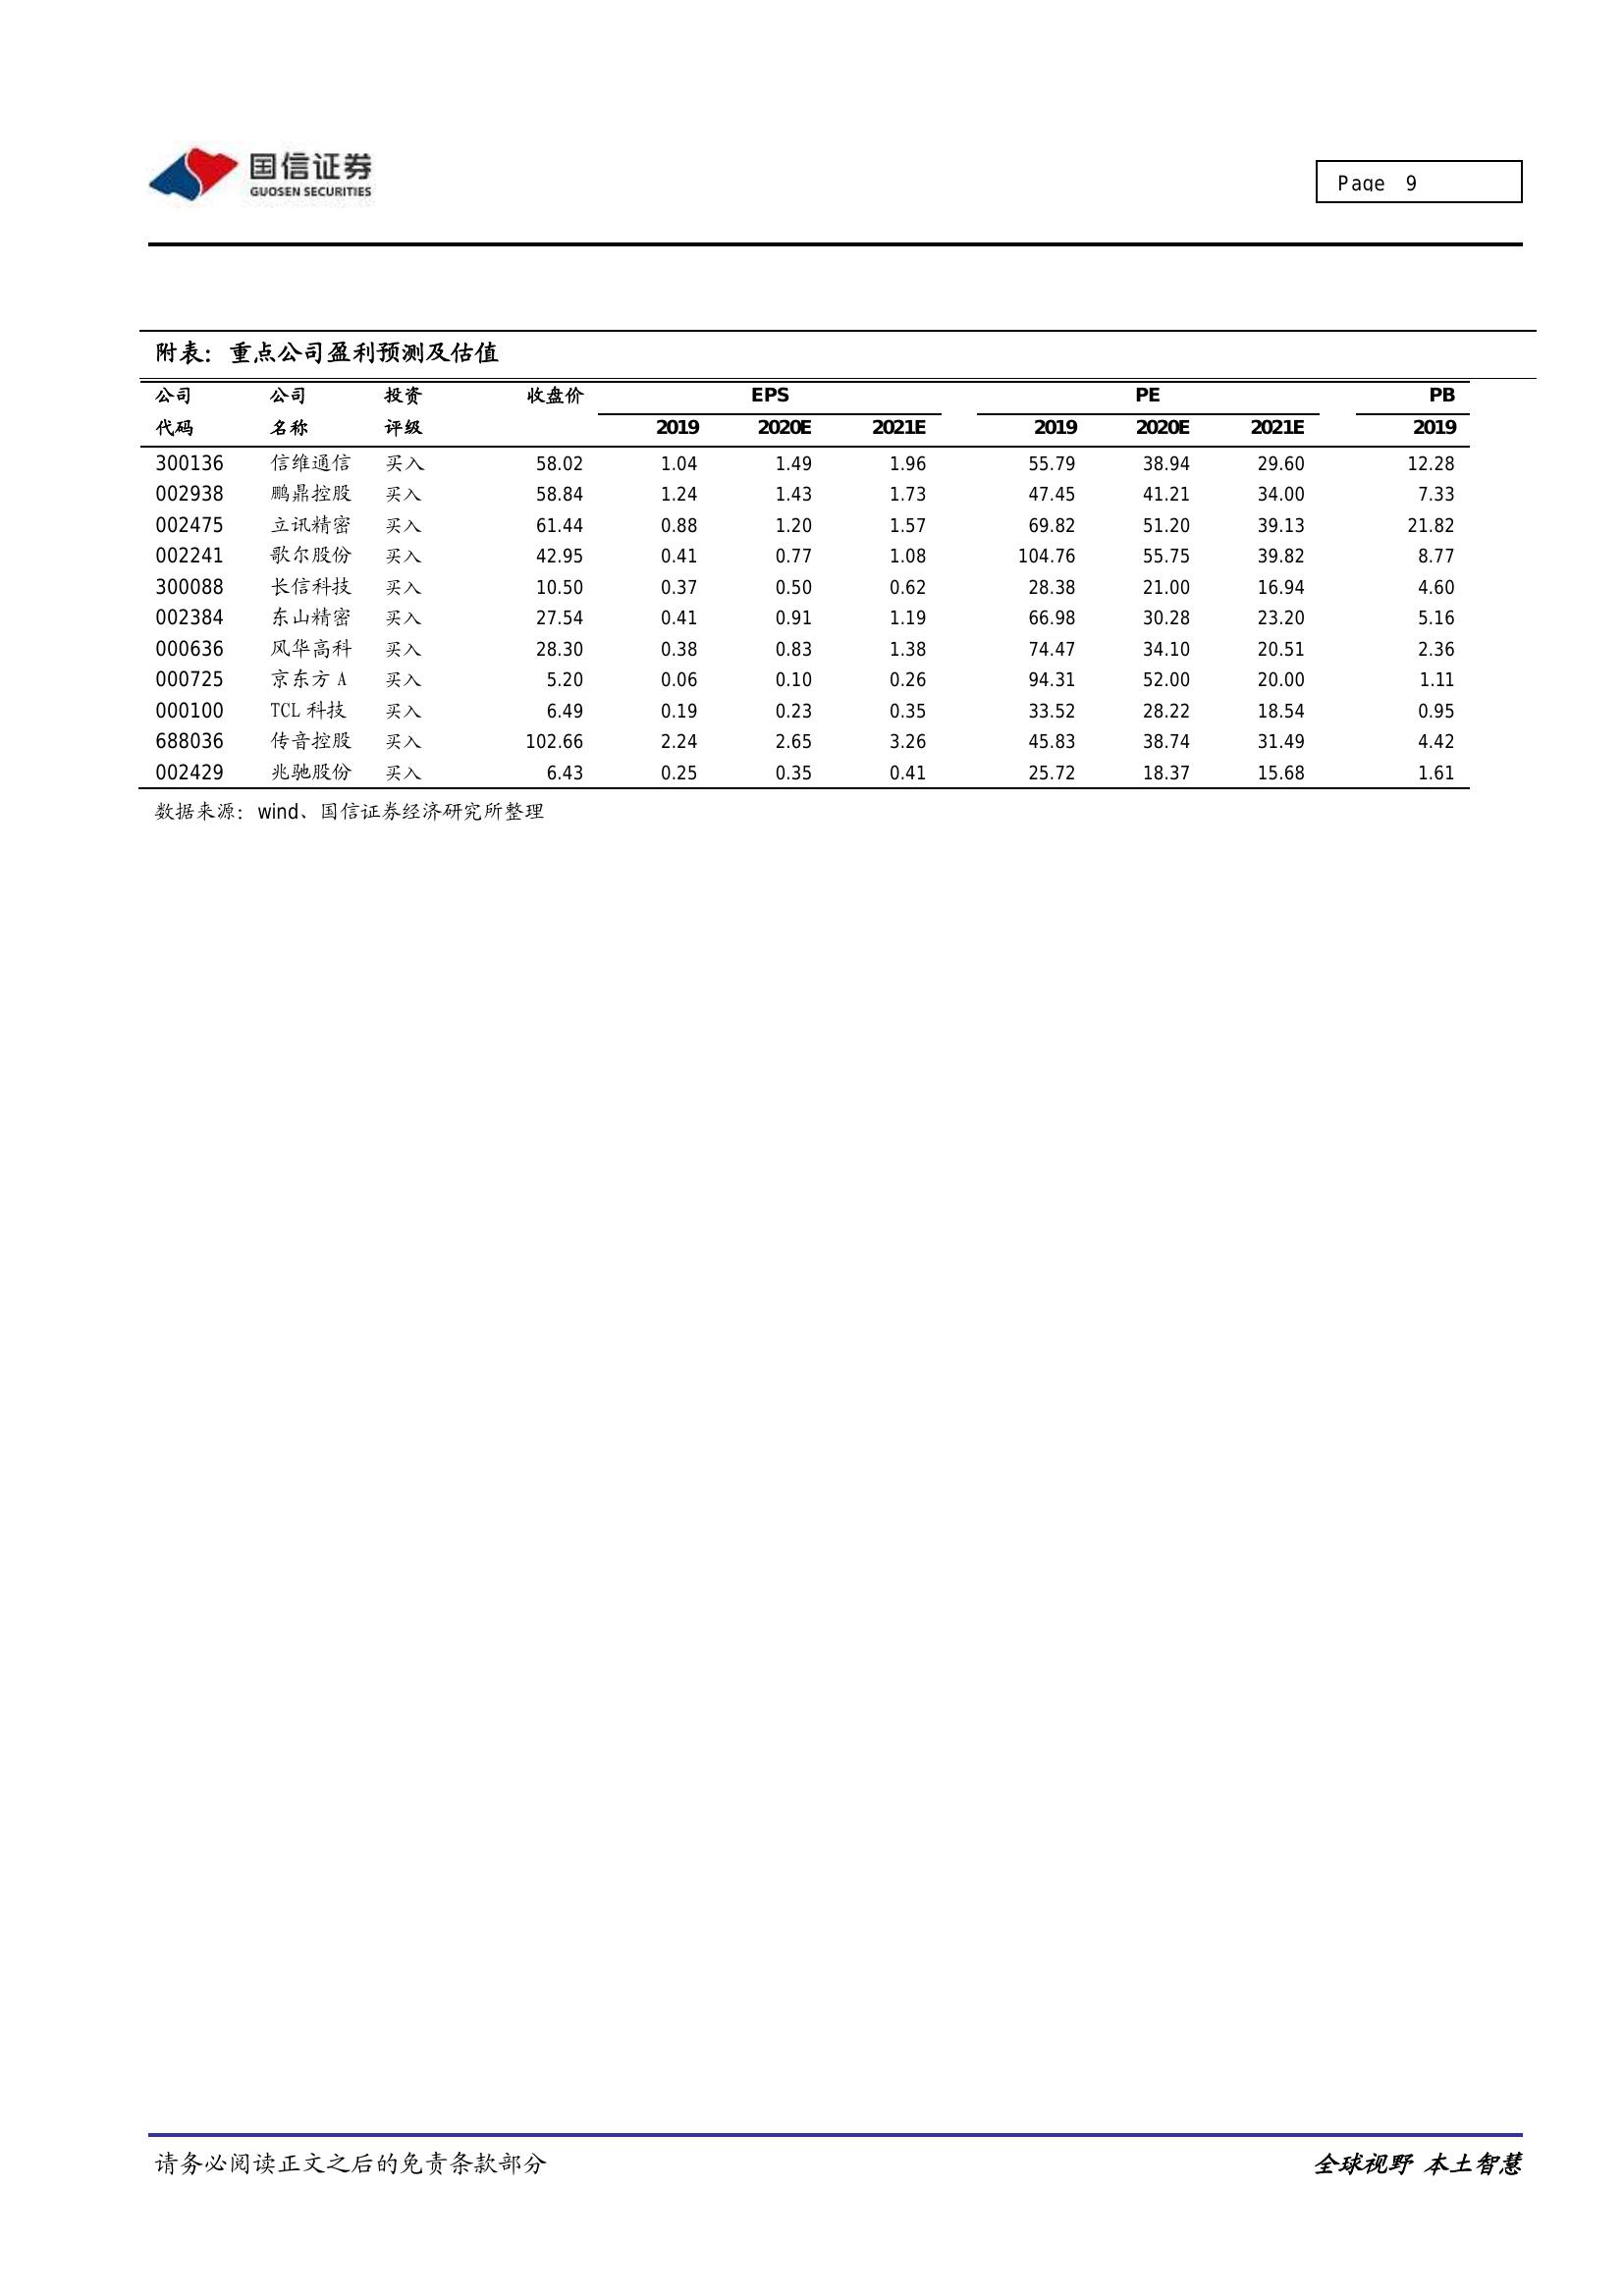 国信证券
GUOSEN SECURITIES
Page 9
附表：重点公司盈利预测及估值
公司 公司 投资 收盘价 EPS PE PB
代码 名称 评级 2019 2020E 2021E 2019 2020E 2021E 2019
300136 信维通信 买入 58.02 1.04 1.49 1.96 55.79 38.94 29.60 12.28
002938 鹏鼎控股 买入 58.84 1.24 1.43 1.73 47.45 41.21 34.00 7.33
002475 立讯精密 买入 61.44 0.88 1.20 1.57 69.82 51.20 39.13 21.82
002241 歌尔股份 买入 42.95 0.41 0.77 1.08 104.76 55.75 39.82 8.77
300088 长信科技 买入 10.50 0.37 0.50 0.62 28.38 21.00 16.94 4.60
002384 东山精密 买入 27.54 0.41 0.91 1.19 66.98 30.28 23.20 5.16
000636 风华高科 买入 28.30 0.38 0.83 1.38 74.47 34.10 20.51 2.36
000725 京东方 A 买入 5.20 0.06 0.10 0.26 94.31 52.00 20.00 1.11
000100 TCL 科技 买入 6.49 0.19 0.23 0.35 33.52 28.22 18.54 0.95
688036 传音控股 买入 102.66 2.24 2.65 3.26 45.83 38.74 31.49 4.42
002429 兆驰股份 买入 6.43 0.25 0.35 0.41 25.72 18.37 15.68 1.61
数据来源：wind、国信证券经济研究所整理
请务必阅读正文之后的免责条款部分
全球视野 本土智慧